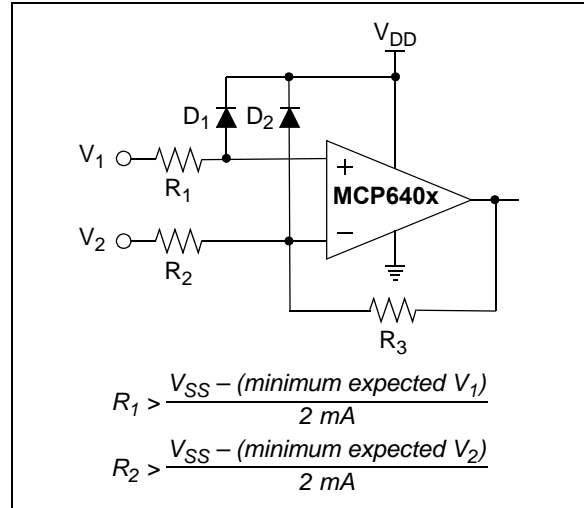 VDD
D1 D2
V1
R1
+
MCP640x
V2
–
R2
R3
R1 > VSS – (minimum expected V1)
2 mA
R2 > VSS – (minimum expected V2)
2 mA